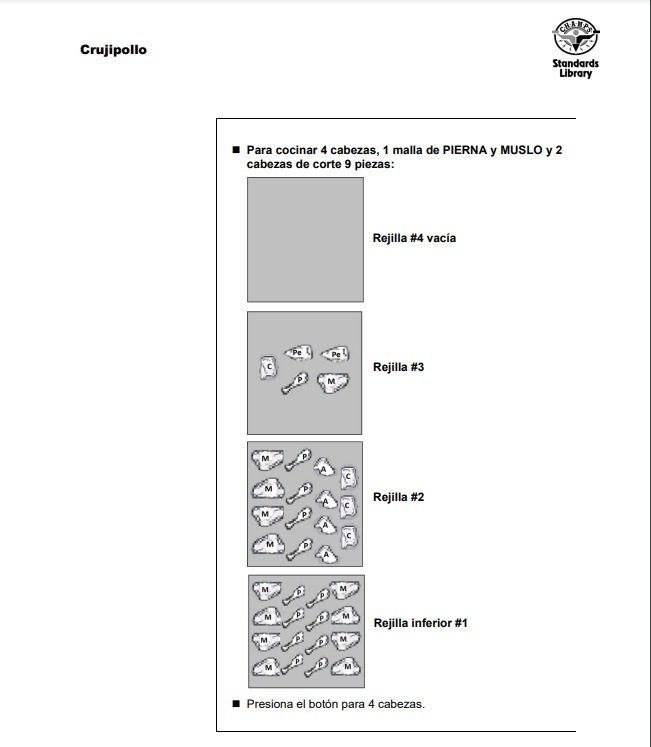 Crujipollo
CHAMPS
Standards
Library
■ Para cocinar 4 cabezas, 1 malla de PIERNA y MUSLO y 2
cabezas de corte 9 piezas:
Rejilla #4 vacía
Pe Pe
C
P M
Rejilla #3
M P A C
M P A C
M P A C
M P A
Rejilla #2
M P P M
M P P M
M P P M
M P P M
Rejilla inferior #1
■ Presiona el botón para 4 cabezas.